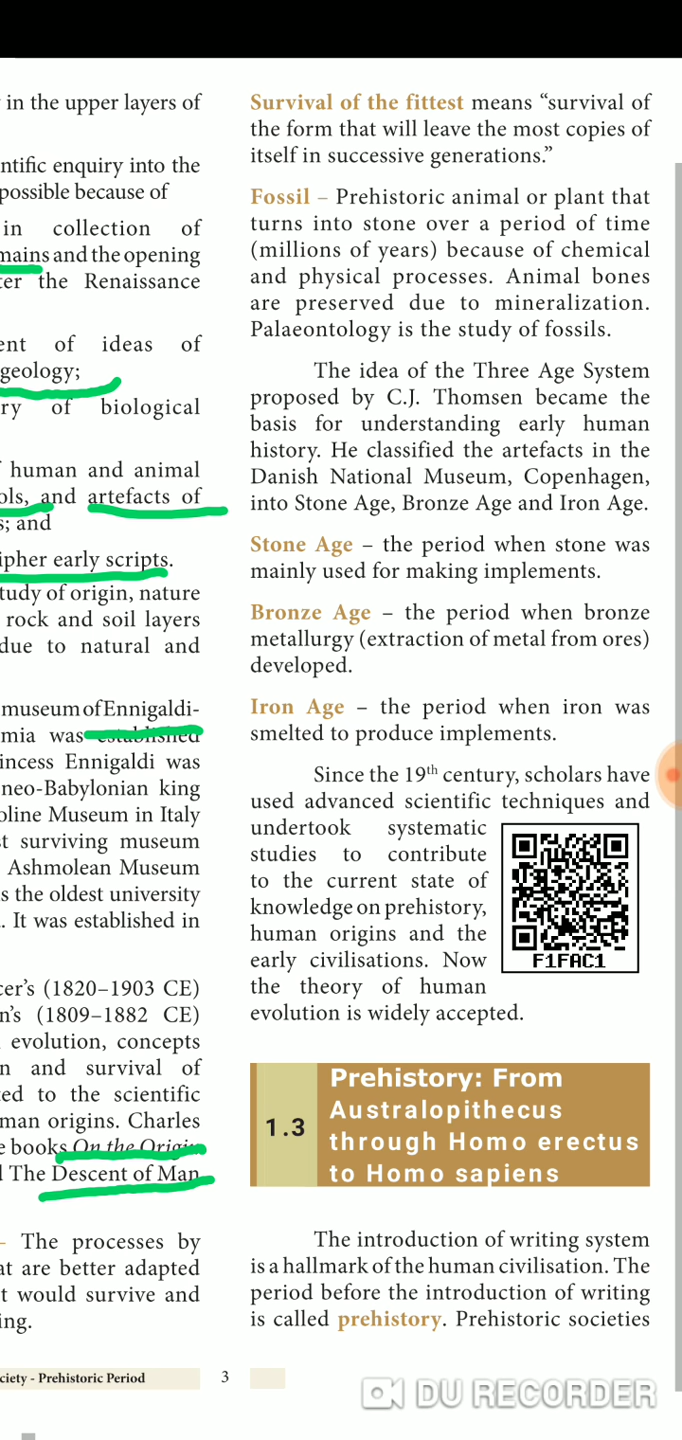 y in the upper layers of
ntific enquiry into the
possible because of
in collection of
mains and the opening
ter the Renaissance
ent of ideas of
geology;
ry of biological
f human and animal
ols, and artefacts of
s; and
ipher early scripts.
tudy of origin, nature
rock and soil layers
due to natural and
museum of Ennigaldi-
mia was established
incess Ennigaldi was
neo-Babylonian king
oline Museum in Italy
st surviving museum
Ashmolean Museum
s the oldest university
. It was established in
cer’s (1820–1903 CE)
n’s (1809–1882 CE)
evolution, concepts
n and survival of
ted to the scientific
man origins. Charles
e books On the Origin
d The Descent of Man
– The processes by
at are better adapted
t would survive and
ing.
Survival of the fittest means “survival of
the form that will leave the most copies of
itself in successive generations.”
Fossil – Prehistoric animal or plant that
turns into stone over a period of time
(millions of years) because of chemical
and physical processes. Animal bones
are preserved due to mineralization.
Palaeontology is the study of fossils.
The idea of the Three Age System
proposed by C.J. Thomsen became the
basis for understanding early human
history. He classified the artefacts in the
Danish National Museum, Copenhagen,
into Stone Age, Bronze Age and Iron Age.
Stone Age – the period when stone was
mainly used for making implements.
Bronze Age – the period when bronze
metallurgy (extraction of metal from ores)
developed.
Iron Age – the period when iron was
smelted to produce implements.
Since the 19th century, scholars have
used advanced scientific techniques and
undertook systematic
studies to contribute
to the current state of
knowledge on prehistory,
human origins and the
early civilisations. Now
the theory of human
evolution is widely accepted.
F1FAC1
1.3
Prehistory: From
Australopithecus
through Homo erectus
to Homo sapiens
The introduction of writing system
is a hallmark of the human civilisation. The
period before the introduction of writing
is called prehistory. Prehistoric societies
ciety - Prehistoric Period
3
DU RECORDER